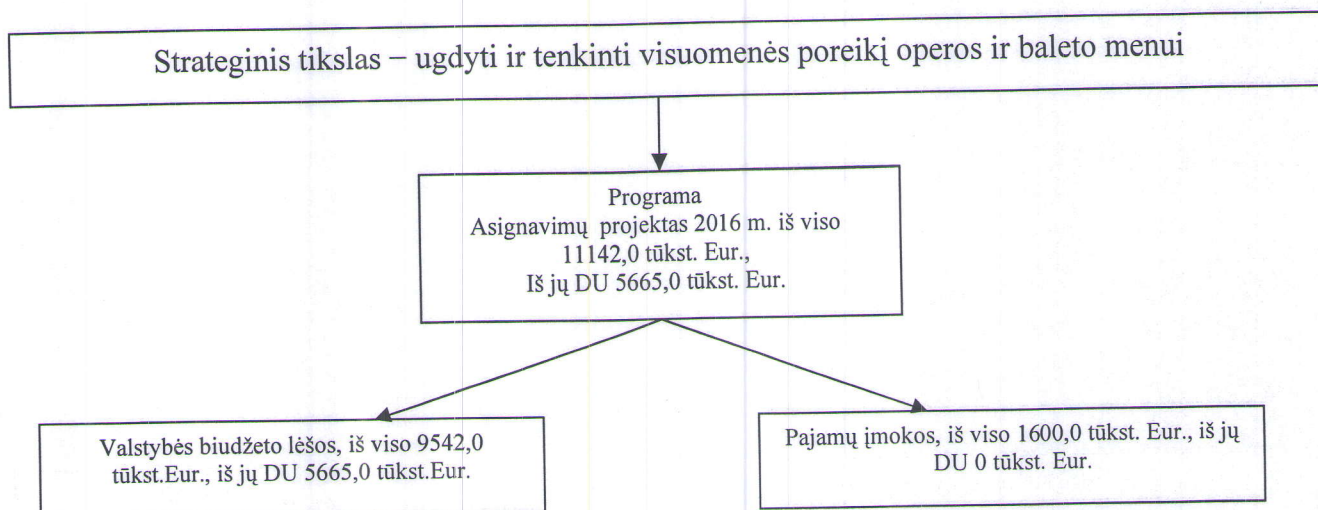 Strateginis tikslas – ugdyti ir tenkinti visuomenės poreikį operos ir baleto menui
Programa
Asignavimų projektas 2016 m. iš viso
11142,0 tūkst. Eur.,
Iš jų DU 5665,0 tūkst. Eur.
Valstybės biudžeto lėšos, iš viso 9542,0
tūkst.Eur., iš jų DU 5665,0 tūkst.Eur.
Pajamų įmokos, iš viso 1600,0 tūkst. Eur., iš jų
DU 0 tūkst. Eur.